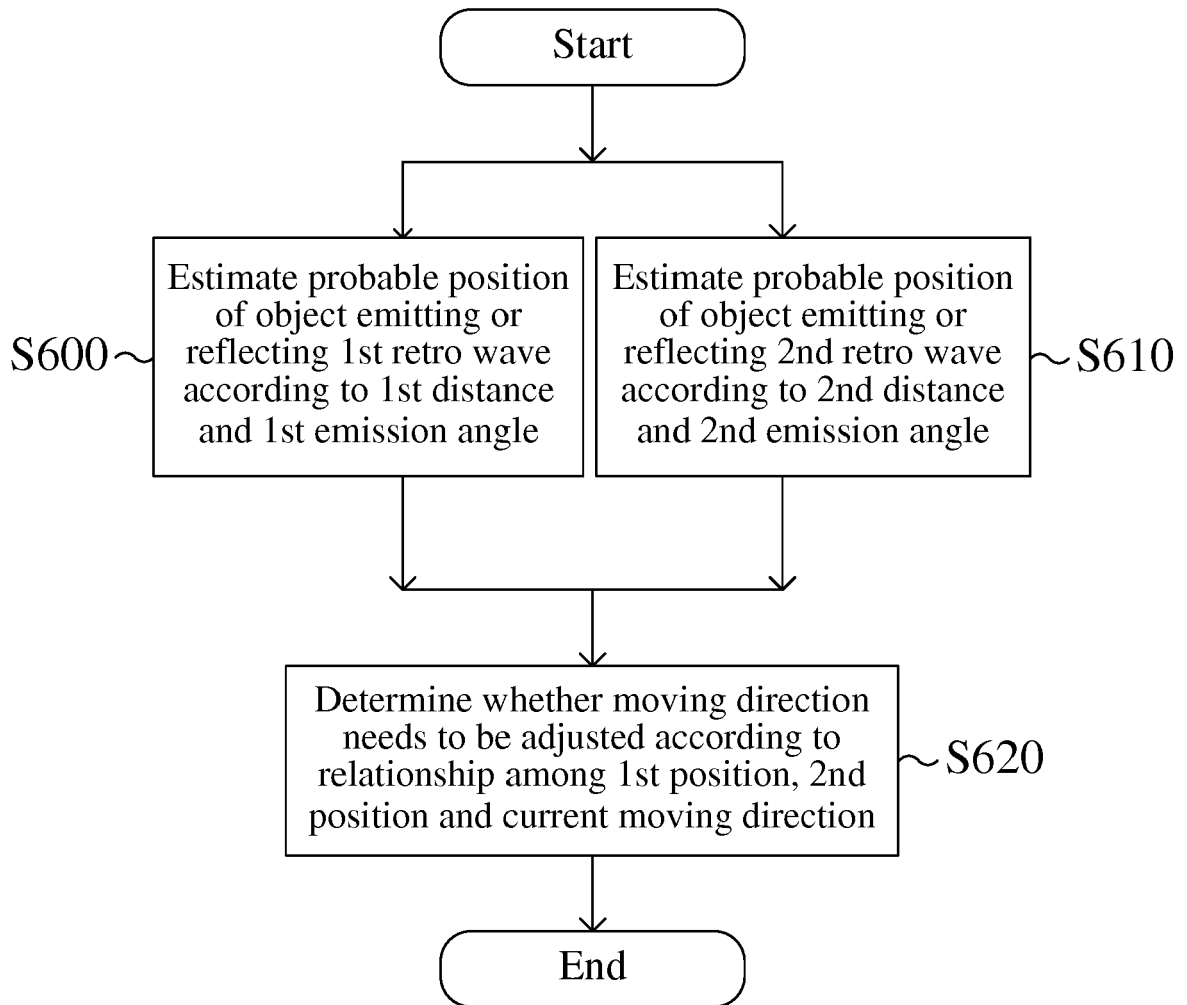 Start
S600
Estimate probable position
of object emitting or
reflecting 1st retro wave
according to 1st distance
and 1st emission angle
Estimate probable position
of object emitting or
reflecting 2nd retro wave
according to 2nd distance
and 2nd emission angle
S610
Determine whether moving direction
needs to be adjusted according to
relationship among 1st position, 2nd
position and current moving direction
S620
End